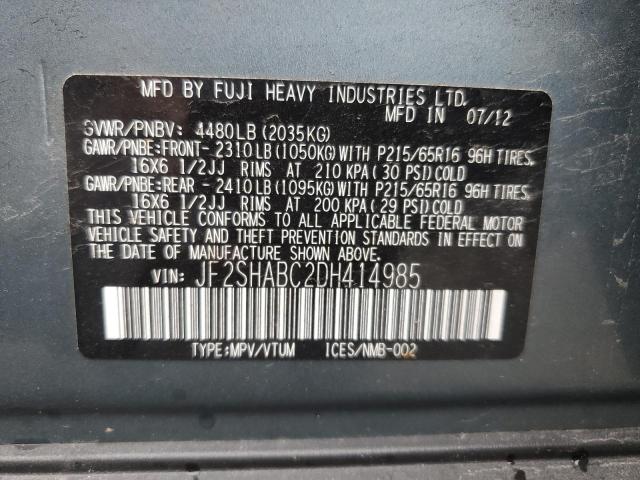 MFD BY FUJI HEAVY INDUSTRIES LTD.
MFD IN 07/12
GVWR/PNBV: 4480LB(2035KG)
GAWR/PNBE:FRONT- 2310LB(1050KG)WITH P215/65R16 96H TIRES.
16X6 1/2JJ RIMS AT 210 KPA(30 PSI)COLD
GAWR/PNBE:REAR - 2410LB(1095KG)WITH P215/65R16 96H TIRES.
16X6 1/2JJ RIMS AT 200 KPA(29 PSI)COLD
THIS VEHICLE CONFORMS TO ALL APPLICABLE FEDERAL MOTOR
VEHICLE SAFETY AND THEFT PREVENTION STANDARDS IN EFFECT ON
THE DATE OF MANUFACTURE SHOWN ABOVE.
VIN: JF2SHABC2DH414985
TYPE:MPV/VTUM ICES/NMB-002